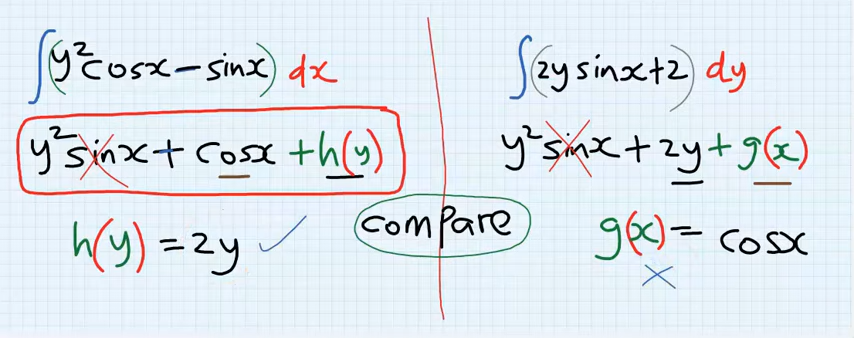 ∫(y²cosx − sinx) dx
y²sinx + cosx + h(y)
h(y) = 2y ✓
compare
∫(2y sinx + 2) dy
y²sinx + 2y + g(x)
g(x) = cosx
×